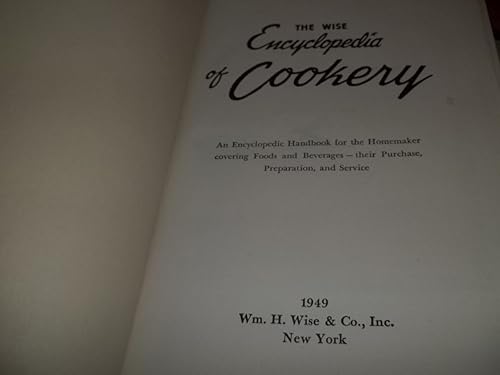 THE WISE
Encyclopedia
of Cookery
An Encyclopedic Handbook for the Homemaker
covering Foods and Beverages—their Purchase,
Preparation, and Service
1949
Wm. H. Wise & Co., Inc.
New York